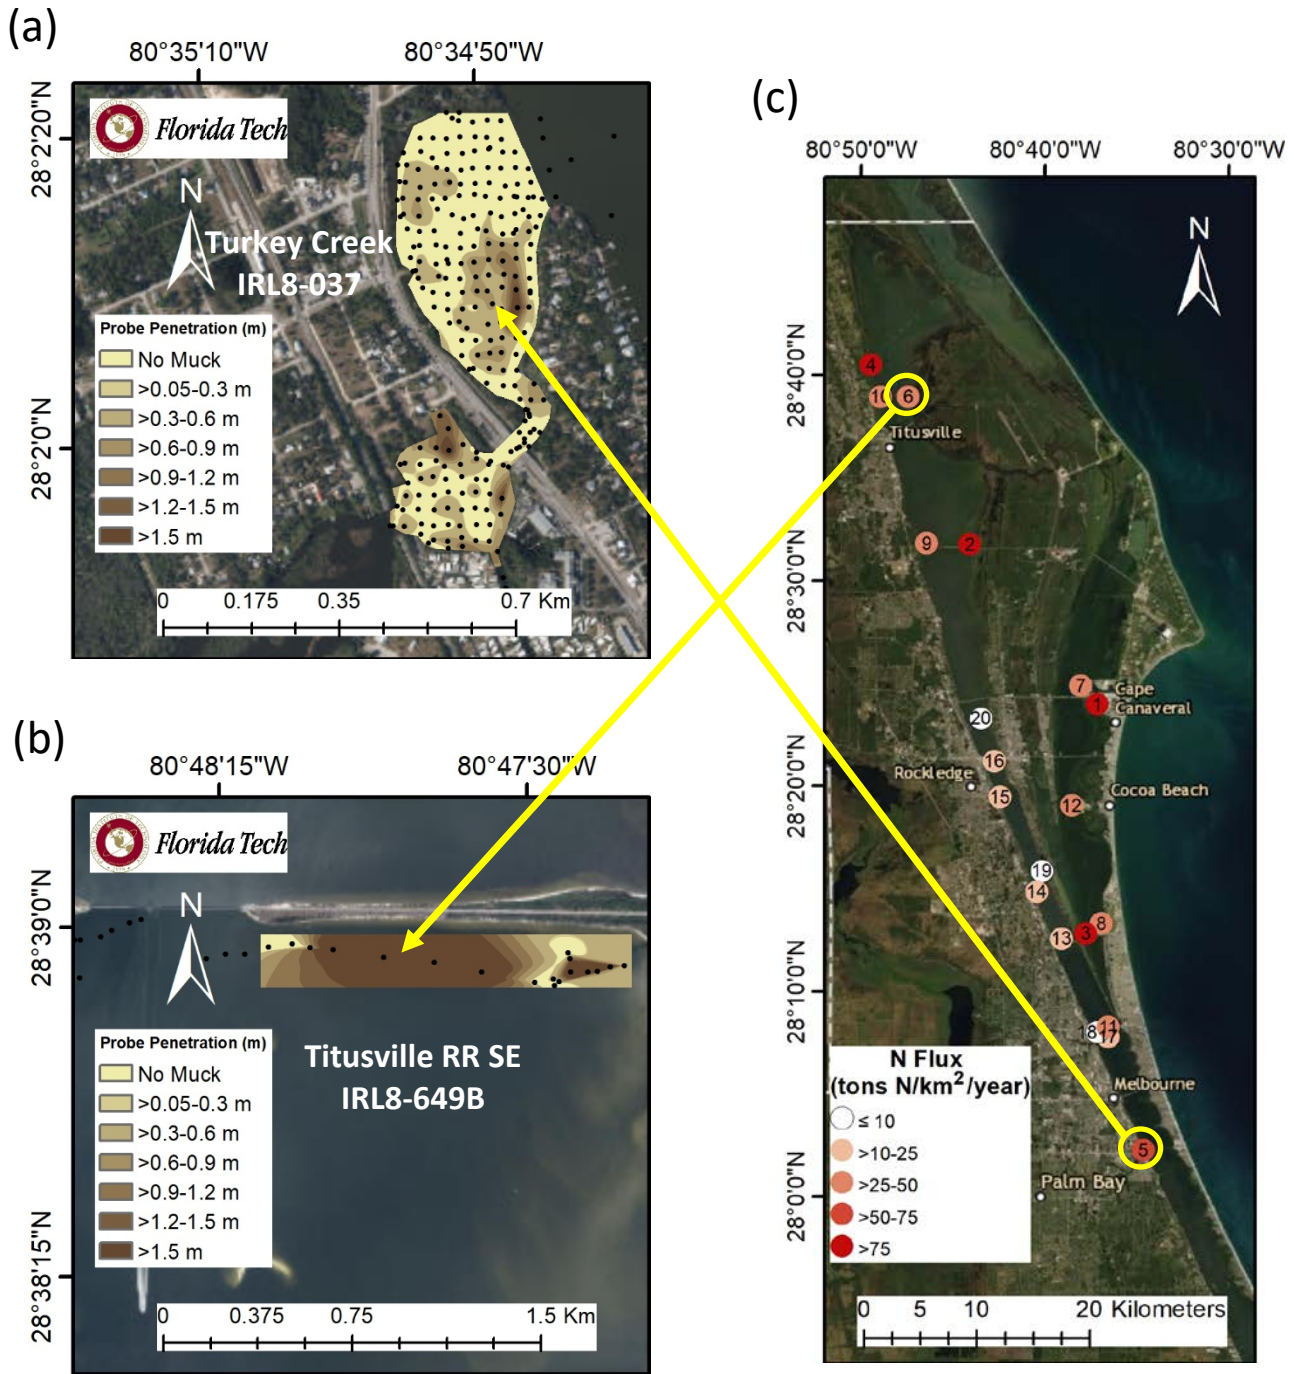 (a)
80°35'10"W 80°34'50"W
28°2'20"N
28°2'0"N
Florida Tech
N
Turkey Creek
IRL8-037
Probe Penetration (m)
No Muck
>0.05-0.3 m
>0.3-0.6 m
>0.6-0.9 m
>0.9-1.2 m
>1.2-1.5 m
>1.5 m
0 0.175 0.35 0.7 Km
(b)
80°48'15"W 80°47'30"W
28°39'0"N
28°38'15"N
Florida Tech
N
Titusville RR SE
IRL8-649B
Probe Penetration (m)
No Muck
>0.05-0.3 m
>0.3-0.6 m
>0.6-0.9 m
>0.9-1.2 m
>1.2-1.5 m
>1.5 m
0 0.375 0.75 1.5 Km
(c)
80°50'0"W 80°40'0"W 80°30'0"W
28°40'0"N
28°30'0"N
28°20'0"N
28°10'0"N
28°0'0"N
N
4
10 6
Titusville
9 2
7
Cape
Canaveral
1
20
16
Rockledge
15
12 Cocoa Beach
19
14
8
13 3
11
18 17
Melbourne
5
Palm Bay
N Flux
(tons N/km²/year)
≤ 10
>10-25
>25-50
>50-75
>75
0 5 10 20 Kilometers